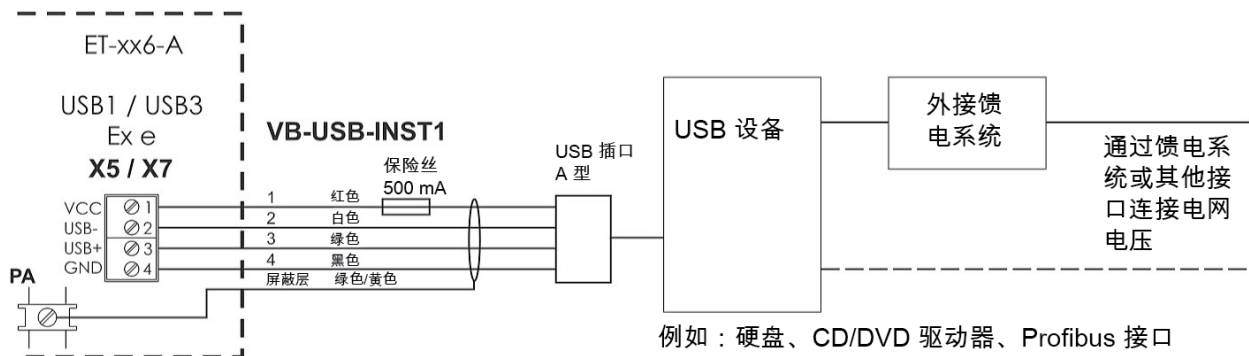 ET-xx6-A
USB1 / USB3
Ex e
X5 / X7
VCC
1
USB-
2
USB+
3
GND
4
PA
VB-USB-INST1
保险丝
500 mA
1 红色
2 白色
3 绿色
4 黑色
屏蔽层 绿色/黄色
USB 插口
A 型
USB 设备
外接馈
电系统
通过馈电系
统或其他接
口连接电网
电压
例如：硬盘、CD/DVD 驱动器、Profibus 接口